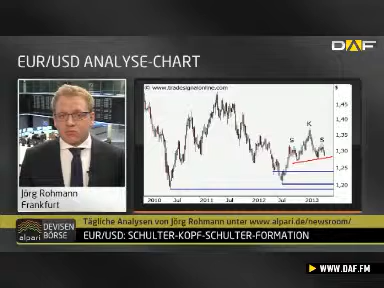 DAF
EUR/USD ANALYSE-CHART
© www.tradesignalonline.com
$
1,45
1,40
1,35
1,30
1,25
1,20
S
K
S
2010
Jul
2011
Jul
2012
Jul
2013
Jörg Rohmann
Frankfurt
alpari
DEVISEN
BÖRSE
Tägliche Analysen von Jörg Rohmann unter www.alpari.de/newsroom/
EUR/USD: SCHULTER-KOPF-SCHULTER-FORMATION
WWW.DAF.FM